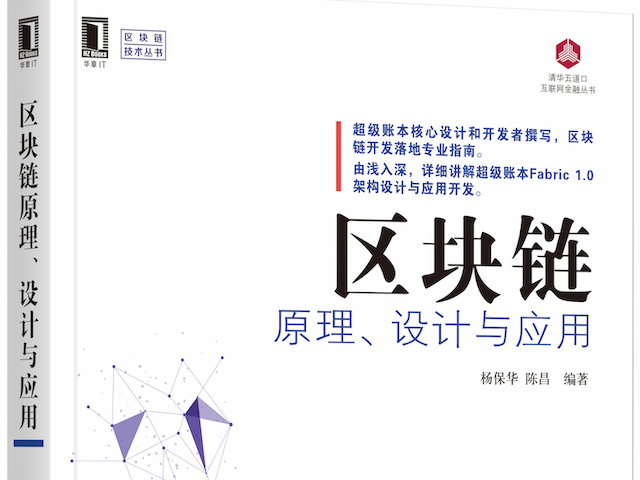 HZ Books
华章IT
区块链原理、设计与应用
HZ Books
华章IT
区块链
技术丛书
清华五道口
互联网金融丛书
超级账本核心设计和开发者撰写，区块
链开发落地专业指南。
由浅入深，详细讲解超级账本Fabric 1.0
架构设计与应用开发。
区块链
原理、设计与应用
杨保华 陈昌 编著